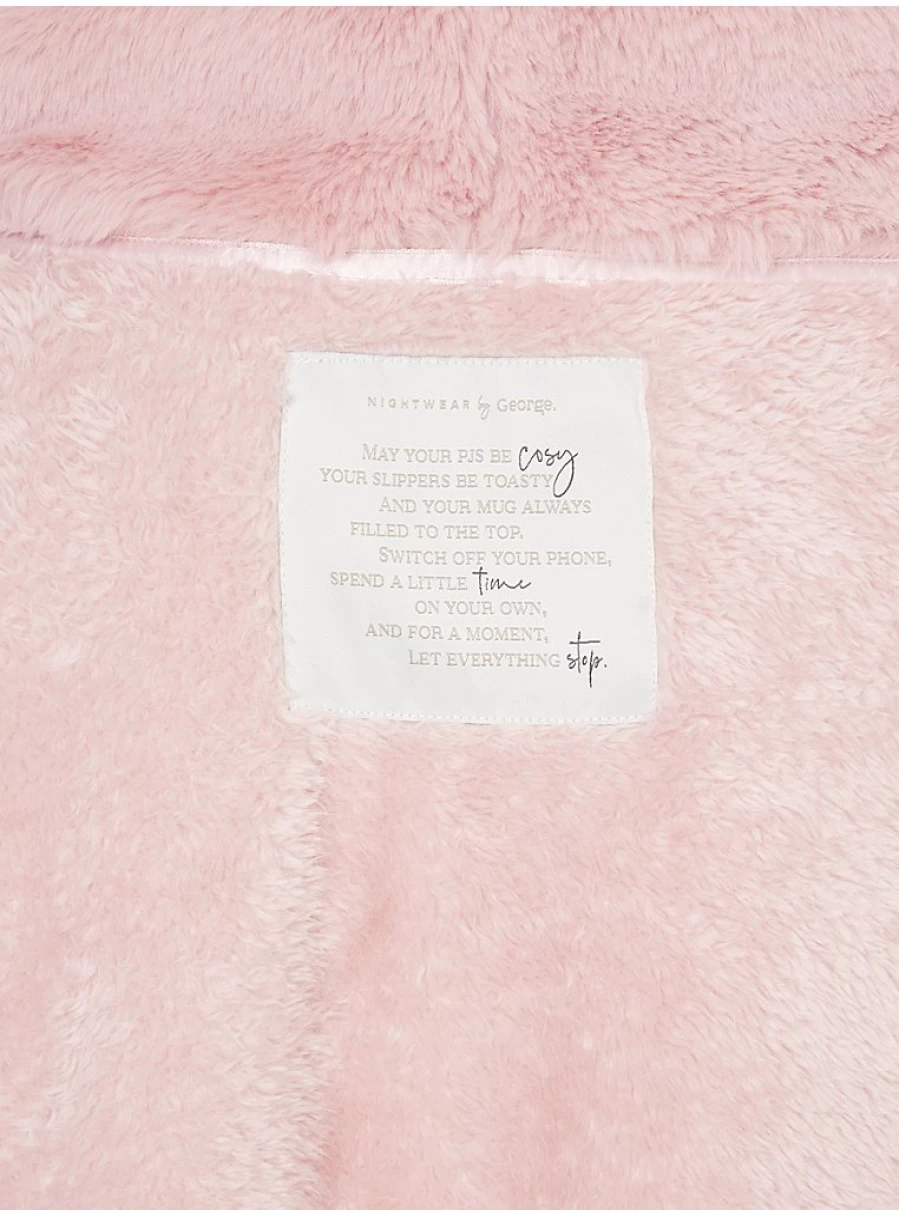 NIGHTWEAR by George.
MAY YOUR PJS BE cosy
YOUR SLIPPERS BE TOASTY
AND YOUR MUG ALWAYS
FILLED TO THE TOP.
SWITCH OFF YOUR PHONE,
SPEND A LITTLE time
ON YOUR OWN,
AND FOR A MOMENT,
LET EVERYTHING stop.